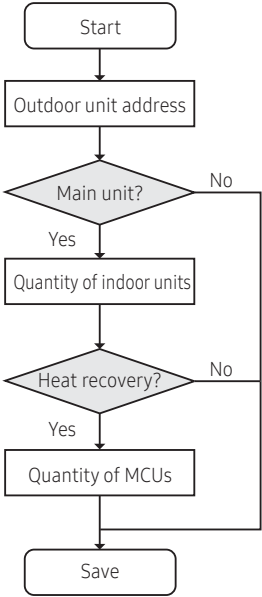 Start
Outdoor unit address
Main unit?
No
Yes
Quantity of indoor units
Heat recovery?
No
Yes
Quantity of MCUs
Save